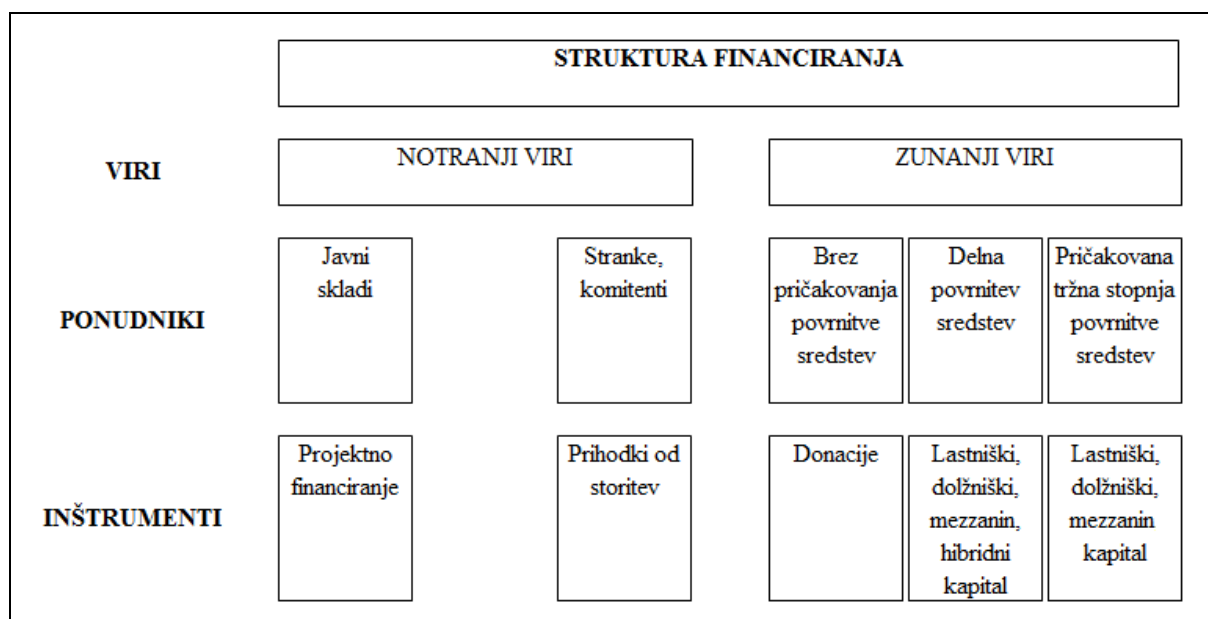 STRUKTURA FINANCIRANJA
VIRI
NOTRANJI VIRI
ZUNANJI VIRI
PONUDNIKI
Javni
skladi
Stranke,
komitenti
Brez
pričakovanja
povrnitve
sredstev
Delna
povrnitev
sredstev
Pričakovana
tržna stopnja
povrnitve
sredstev
INŠTRUMENTI
Projektno
financiranje
Prihodki od
storitev
Donacije
Lastniški,
dolžniški,
mezzanin,
hibridni
kapital
Lastniški,
dolžniški,
mezzanin
kapital